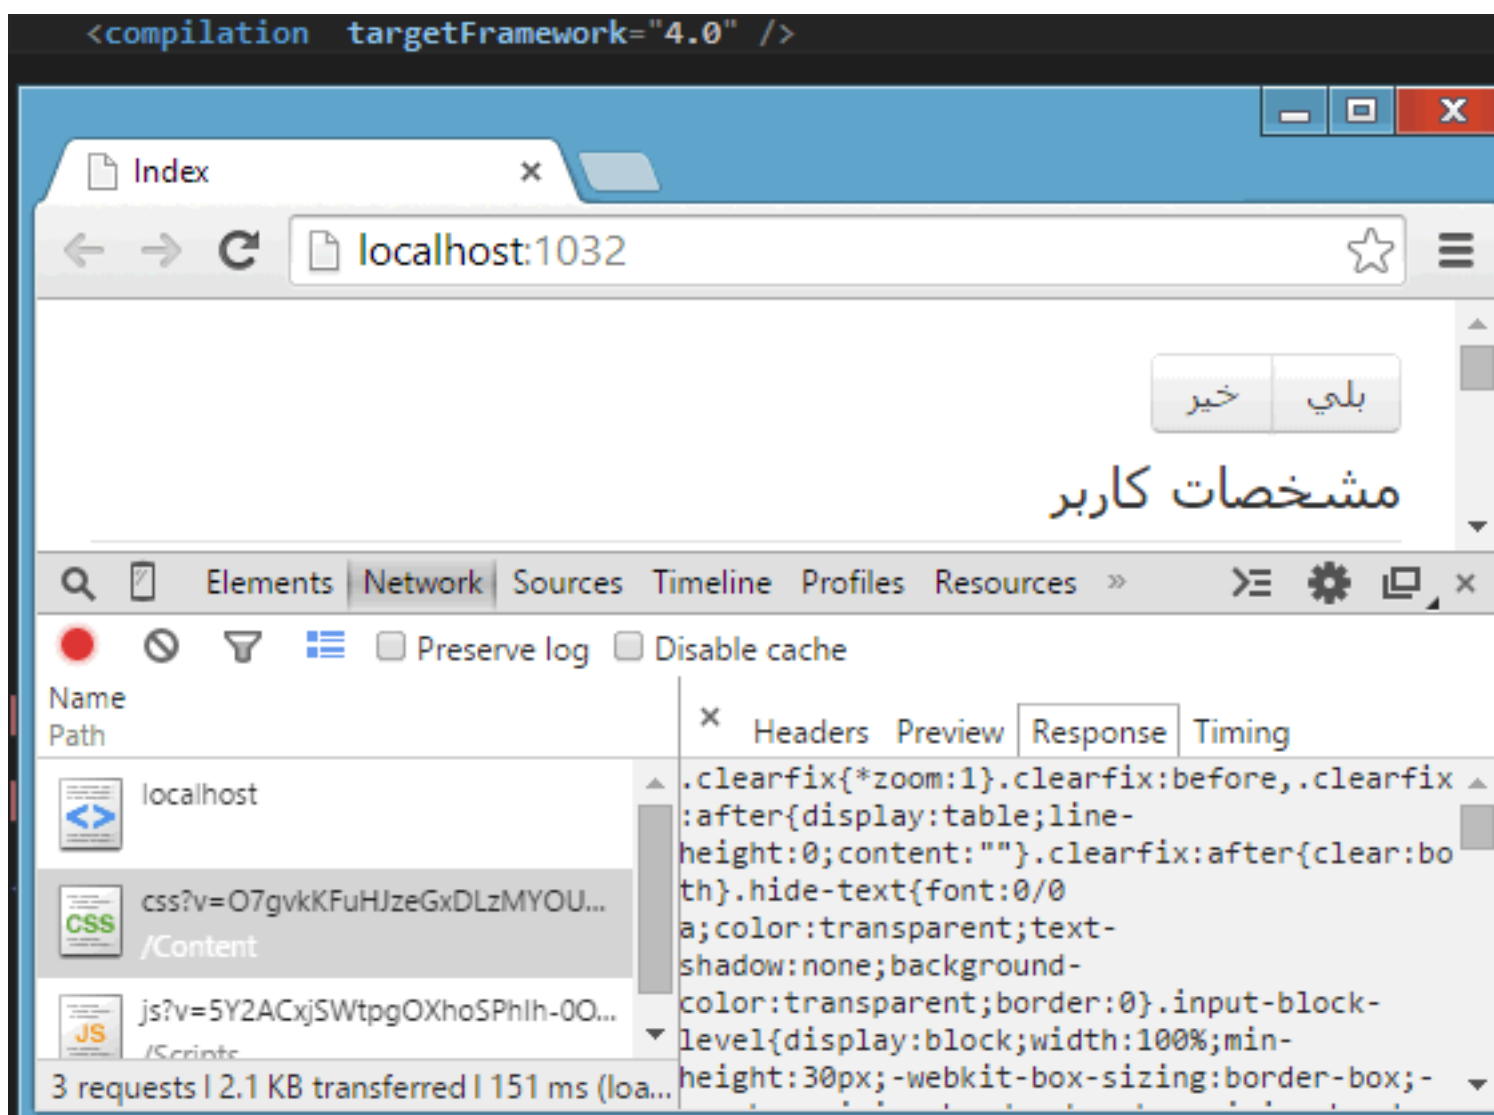 <compilation targetFramework="4.0" />
Index
localhost:1032
بلي خير
مشخصات کاربر
Elements Network Sources Timeline Profiles Resources »
Preserve log Disable cache
Name
Path
Headers Preview Response Timing
localhost
css?v=O7gvkKFuHJzeGxDLzMYOU...
/Content
js?v=5Y2ACxjSWtpgOXhoSPhIh-0O...
/Scripts
3 requests | 2.1 KB transferred | 151 ms (loa...
.clearfix{*zoom:1}.clearfix:before,.clearfix
:after{display:table;line-
height:0;content:""}.clearfix:after{clear:bo
th}.hide-text{font:0/0
a;color:transparent;text-
shadow:none;background-
color:transparent;border:0}.input-block-
level{display:block;width:100%;min-
height:30px;-webkit-box-sizing:border-box;-